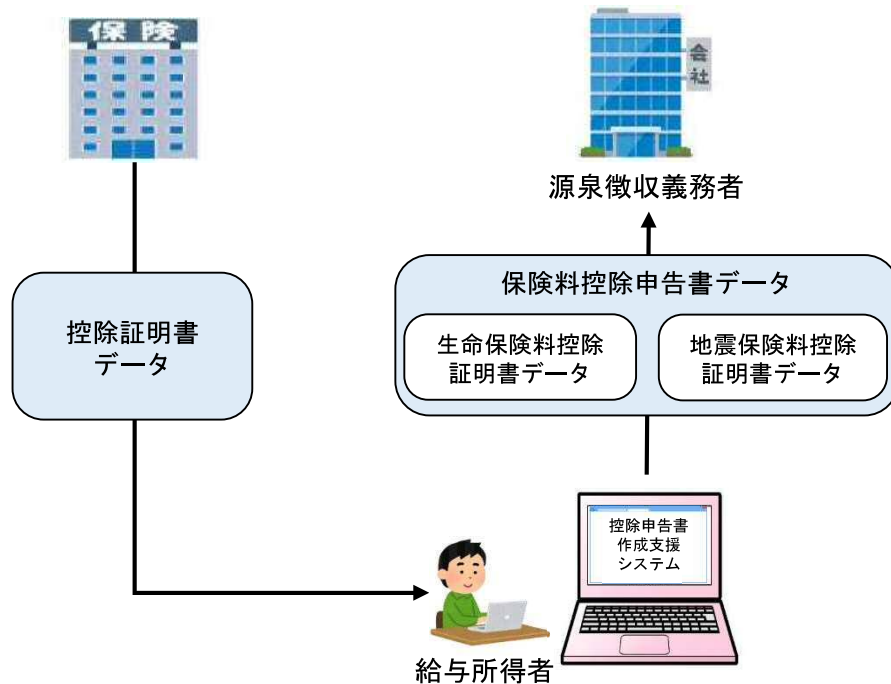 保険
会社
源泉徴収義務者
控除証明書
データ
保険料控除申告書データ
生命保険料控除
証明書データ
地震保険料控除
証明書データ
控除申告書
作成支援
システム
給与所得者